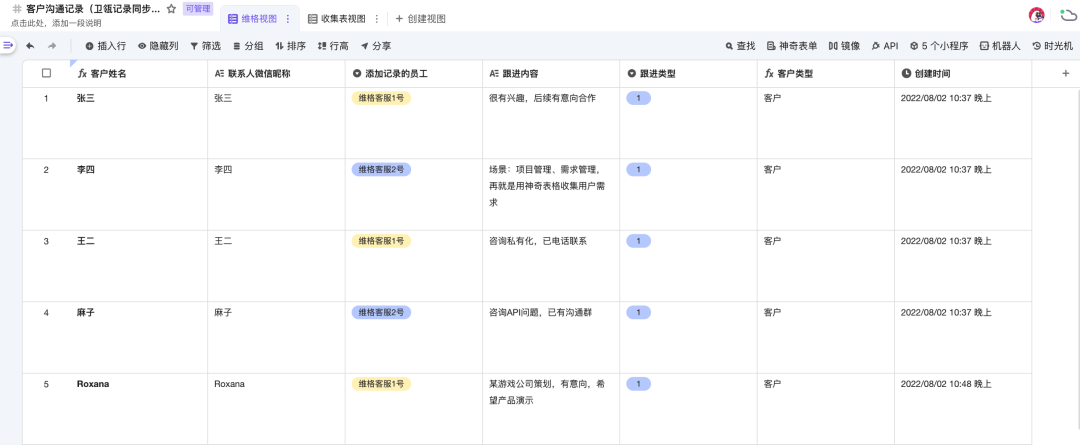 客户沟通记录（卫瓴记录同步... 可管理
点击此处，添加一段说明
维格视图 收集表视图 创建视图
插入行 隐藏列 筛选 分组 排序 行高 分享 查找 神奇表单 镜像 API 5 个小程序 机器人 时光机
客户姓名 联系人微信昵称 添加记录的员工 跟进内容 跟进类型 客户类型 创建时间
1 张三 张三 维格客服1号 很有兴趣，后续有意向合作 1 客户 2022/08/02 10:37 晚上
2 李四 李四 维格客服2号 场景：项目管理、需求管理， 1 客户 2022/08/02 10:37 晚上
再就是用神奇表格收集用户需
求
3 王二 王二 维格客服1号 咨询私有化，已电话联系 1 客户 2022/08/02 10:37 晚上
4 麻子 麻子 维格客服2号 咨询API问题，已有沟通群 1 客户 2022/08/02 10:37 晚上
5 Roxana Roxana 维格客服1号 某游戏公司策划，有意向，希 1 客户 2022/08/02 10:48 晚上
望产品演示